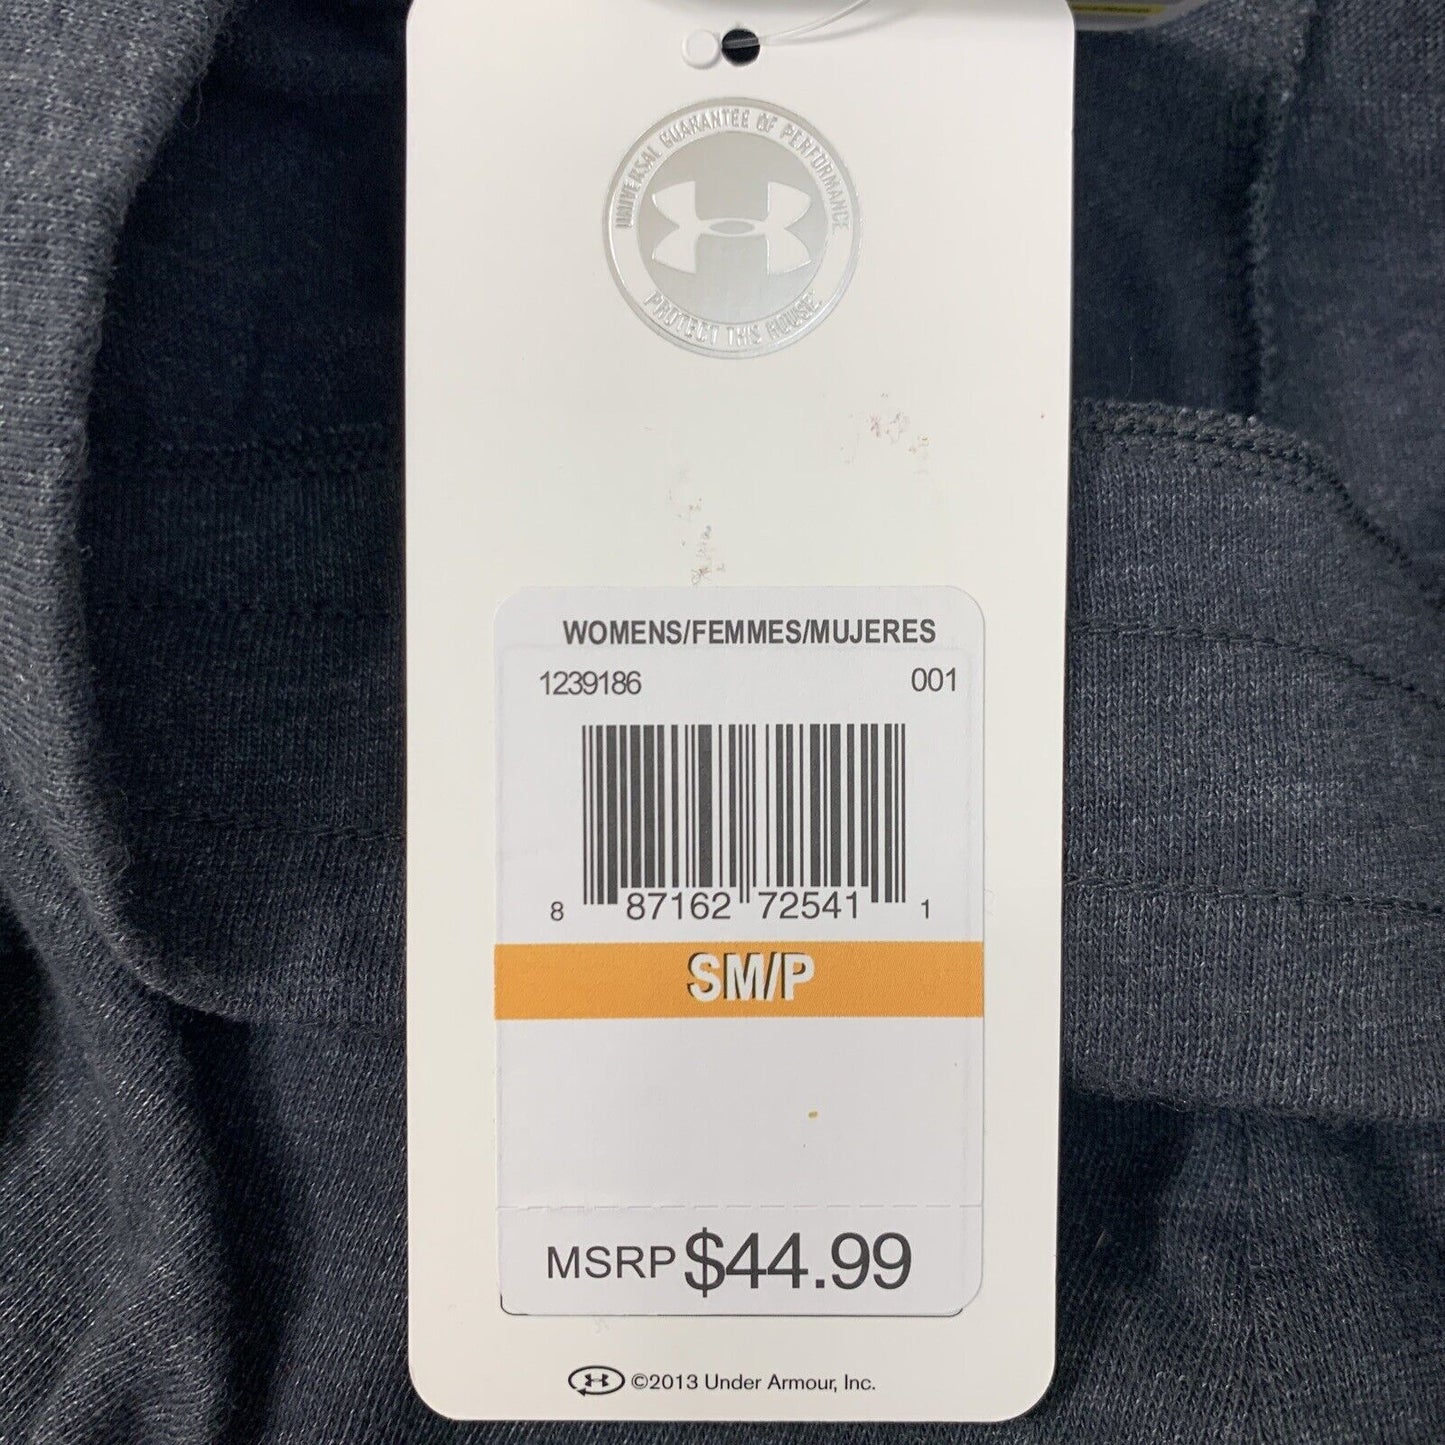 UNIVERSAL GUARANTEE OF PERFORMANCE
PROTECT THIS HOUSE.
WOMENS/FEMMES/MUJERES
1239186 001
8 87162 72541 1
SM/P
MSRP $44.99
©2013 Under Armour, Inc.